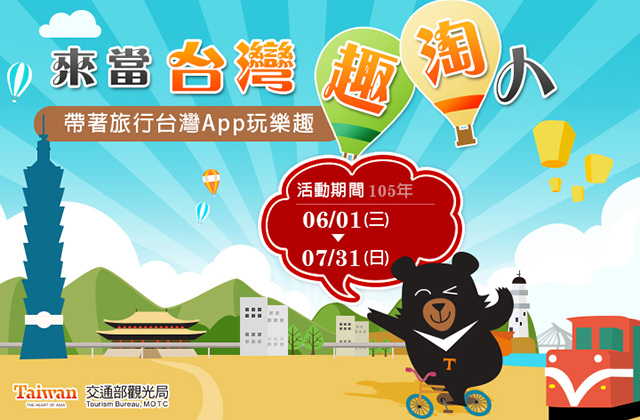 來當台灣趣淘人
帶著旅行台灣App玩樂趣
活動期間 105年
06/01(三)
07/31(日)
T
Taiwan
THE HEART OF ASIA
交通部觀光局
Tourism Bureau, MOTC